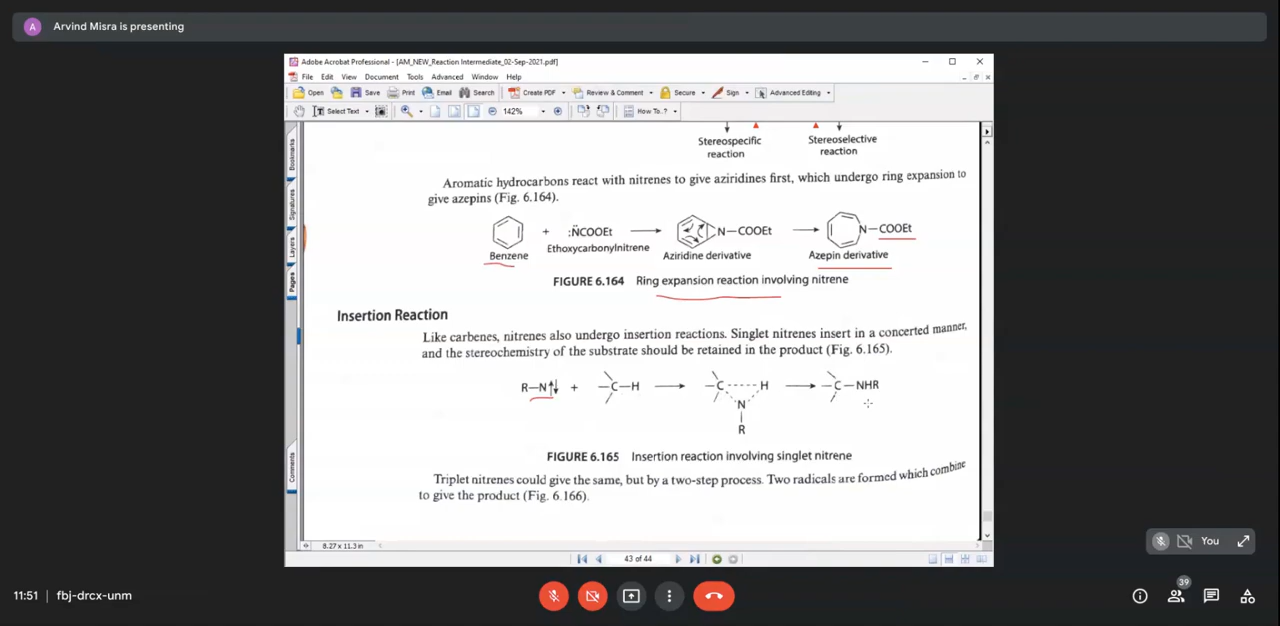 Arvind Misra is presenting
Adobe Acrobat Professional - [AM_NEW_Reaction Intermediate_02-Sep-2021.pdf]
File Edit View Document Tools Advanced Window Help
Open Save Print Email Search Create PDF Review & Comment Secure Sign Advanced Editing
Select Text 142% How To..?
Bookmarks
Signatures
Layers
Pages
Comments
Stereospecific Stereoselective
reaction reaction
Aromatic hydrocarbons react with nitrenes to give aziridines first, which undergo ring expansion to
give azepins (Fig. 6.164).
+ :N̈COOEt N—COOEt N—COOEt
Benzene Ethoxycarbonylnitrene Aziridine derivative Azepin derivative
FIGURE 6.164 Ring expansion reaction involving nitrene
Insertion Reaction
Like carbenes, nitrenes also undergo insertion reactions. Singlet nitrenes insert in a concerted manner,
and the stereochemistry of the substrate should be retained in the product (Fig. 6.165).
R—N↑↓ + —C—H —C-----H —C—NHR
N
R
FIGURE 6.165 Insertion reaction involving singlet nitrene
Triplet nitrenes could give the same, but by a two-step process. Two radicals are formed which combine
to give the product (Fig. 6.166).
8.27 x 11.3 in
43 of 44
You
11:51 | fbj-drcx-unm
39